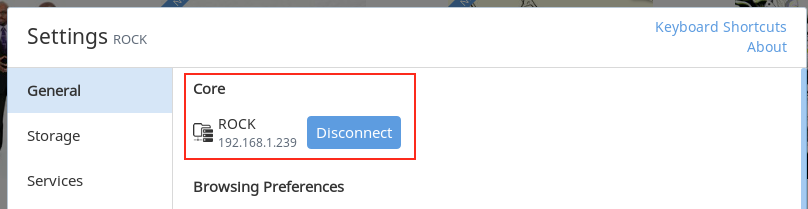 Settings ROCK
Keyboard Shortcuts
About
General
Storage
Services
Core
ROCK
192.168.1.239
Disconnect
Browsing Preferences